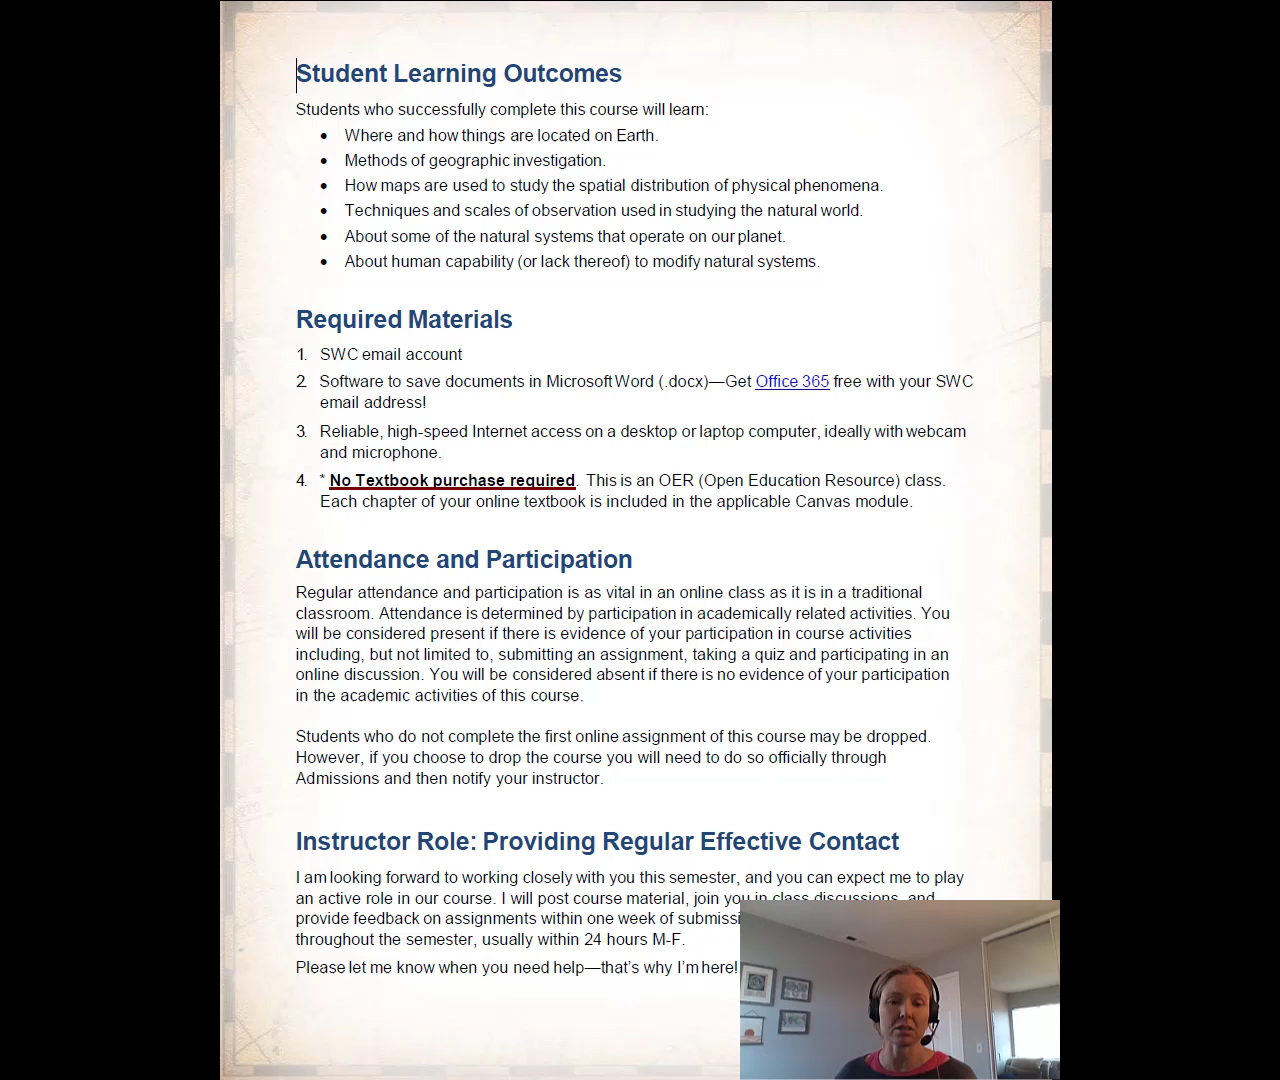 Student Learning Outcomes
Students who successfully complete this course will learn:
• Where and how things are located on Earth.
• Methods of geographic investigation.
• How maps are used to study the spatial distribution of physical phenomena.
• Techniques and scales of observation used in studying the natural world.
• About some of the natural systems that operate on our planet.
• About human capability (or lack thereof) to modify natural systems.
Required Materials
1. SWC email account
2. Software to save documents in Microsoft Word (.docx)—Get Office 365 free with your SWC
email address!
3. Reliable, high-speed Internet access on a desktop or laptop computer, ideally with webcam
and microphone.
4. * No Textbook purchase required. This is an OER (Open Education Resource) class.
Each chapter of your online textbook is included in the applicable Canvas module.
Attendance and Participation
Regular attendance and participation is as vital in an online class as it is in a traditional
classroom. Attendance is determined by participation in academically related activities. You
will be considered present if there is evidence of your participation in course activities
including, but not limited to, submitting an assignment, taking a quiz and participating in an
online discussion. You will be considered absent if there is no evidence of your participation
in the academic activities of this course.
Students who do not complete the first online assignment of this course may be dropped.
However, if you choose to drop the course you will need to do so officially through
Admissions and then notify your instructor.
Instructor Role: Providing Regular Effective Contact
I am looking forward to working closely with you this semester, and you can expect me to play
an active role in our course. I will post course material, join you in class discussions, and
provide feedback on assignments within one week of submissi
throughout the semester, usually within 24 hours M-F.
Please let me know when you need help—that's why I'm here!